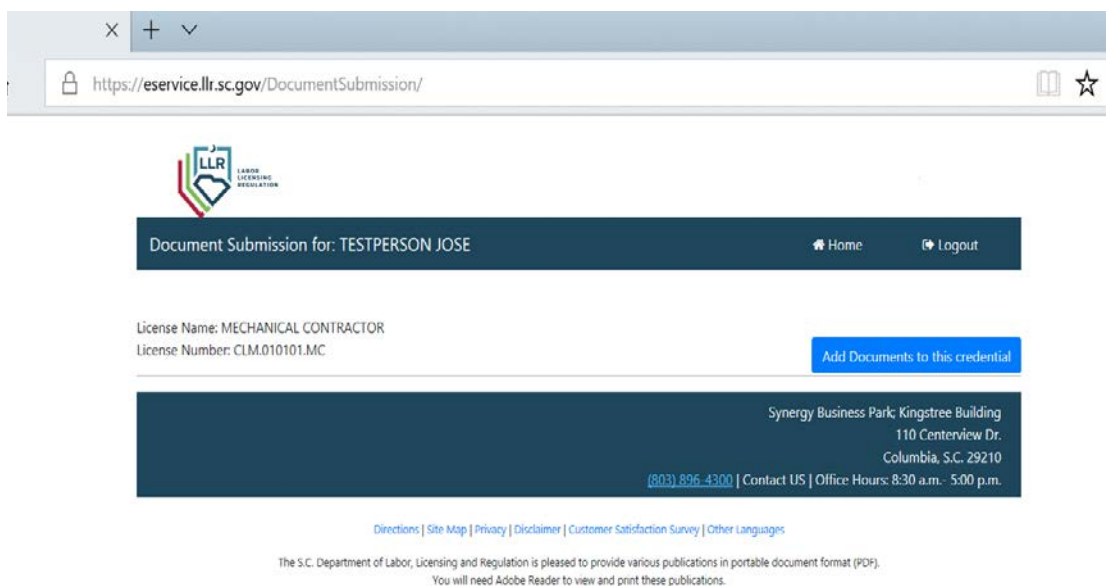 https://eservice.llr.sc.gov/DocumentSubmission/
LLR
LABOR
LICENSING
REGULATION
Document Submission for: TESTPERSON JOSE
Home
Logout
License Name: MECHANICAL CONTRACTOR
License Number: CLM.010101.MC
Add Documents to this credential
Synergy Business Park; Kingstree Building
110 Centerview Dr.
Columbia, S.C. 29210
(803) 896-4300 | Contact US | Office Hours: 8:30 a.m.- 5:00 p.m.
Directions | Site Map | Privacy | Disclaimer | Customer Satisfaction Survey | Other Languages
The S.C. Department of Labor, Licensing and Regulation is pleased to provide various publications in portable document format (PDF).
You will need Adobe Reader to view and print these publications.